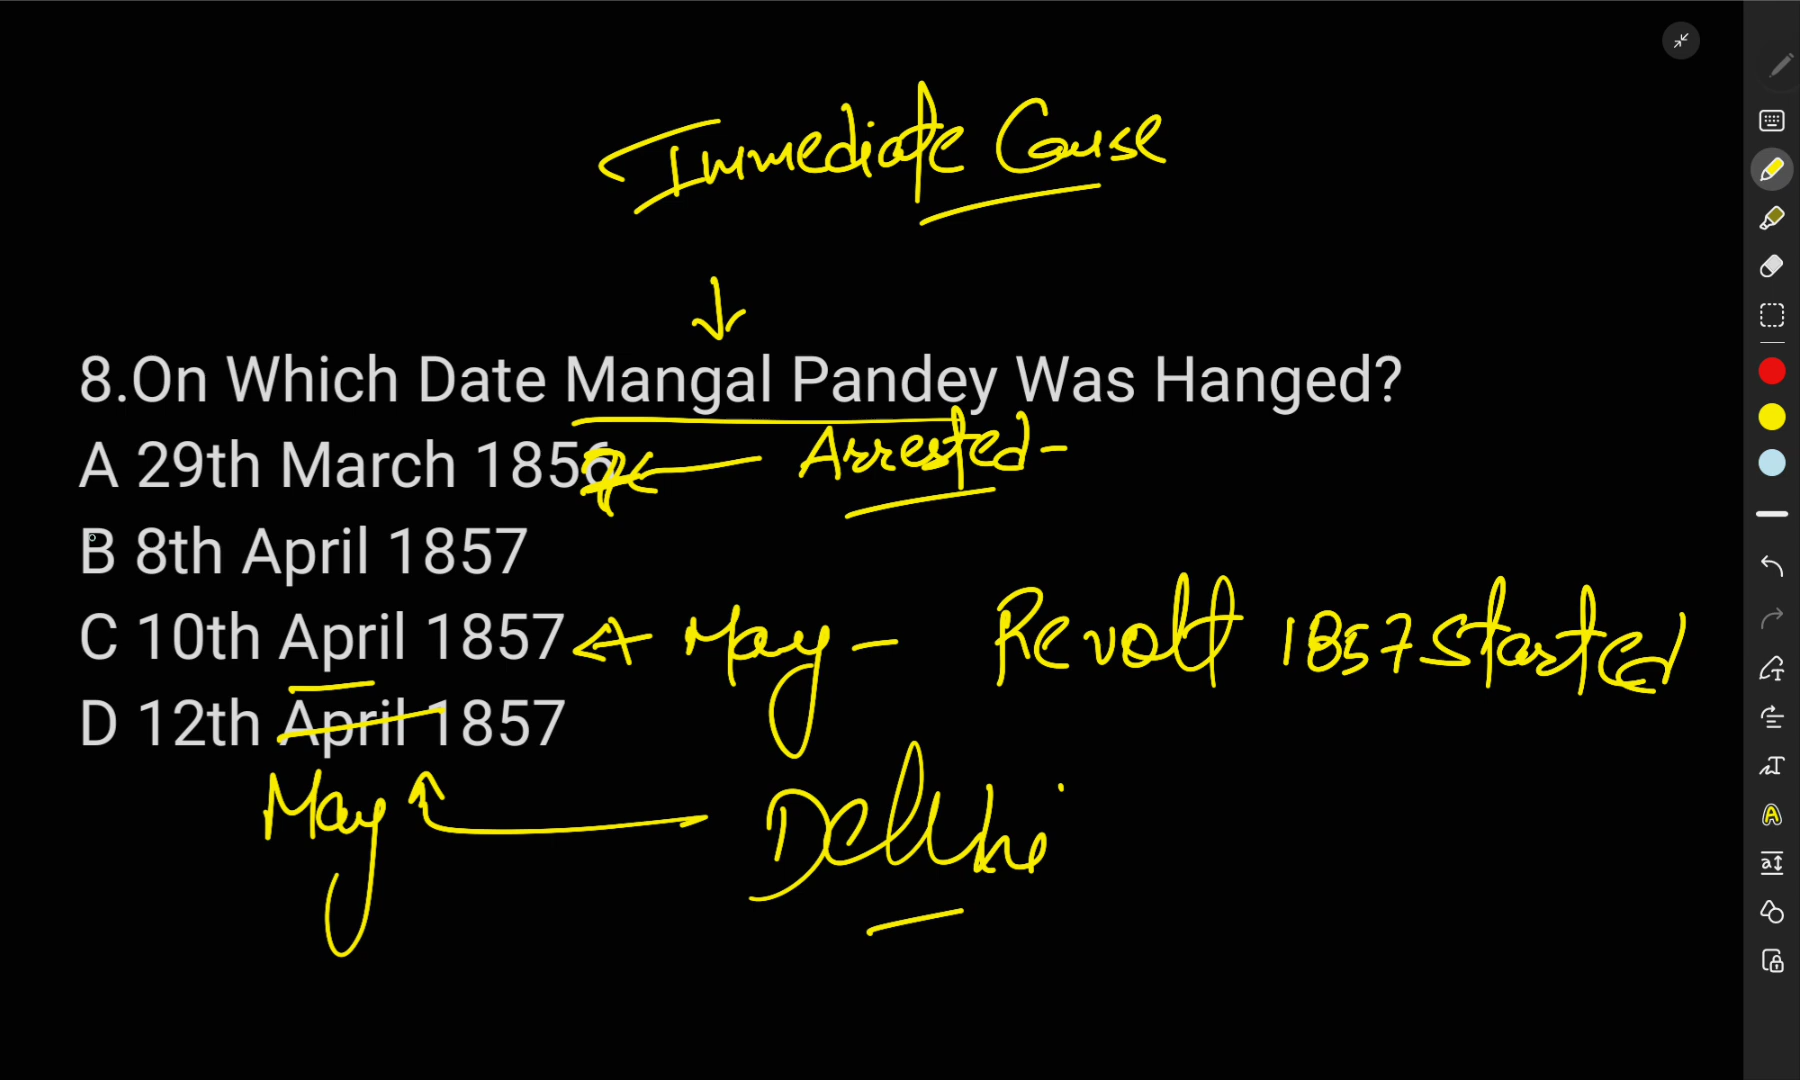 Immediate Cause
8.On Which Date Mangal Pandey Was Hanged?
A 29th March 1856 7 Arrested-
B 8th April 1857
C 10th April 1857 May - Revolt 1857 Started
D 12th April 1857
May Delhi